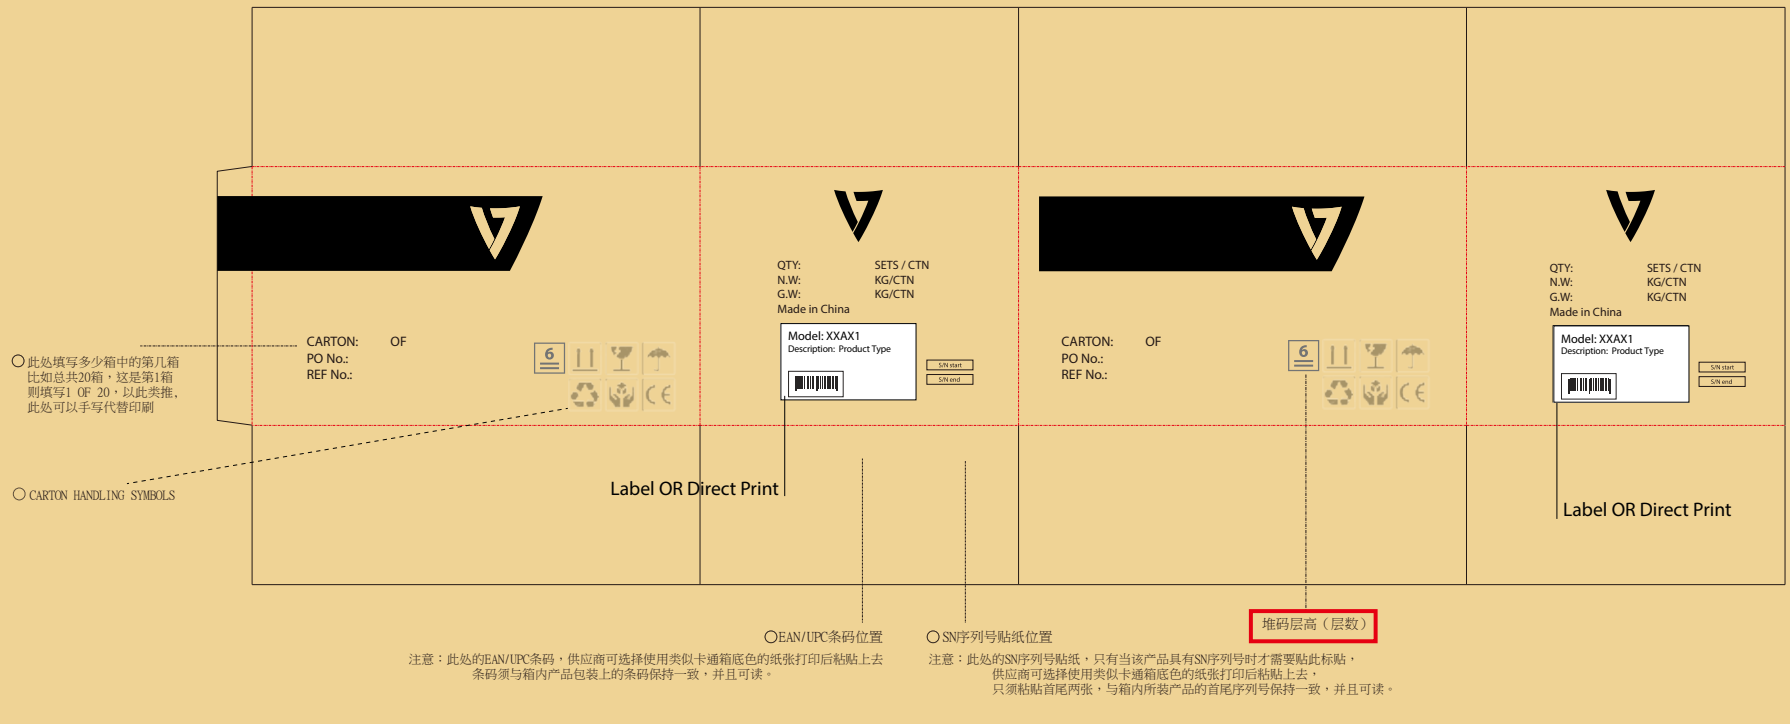 QTY: SETS / CTN
N.W: KG/CTN
G.W: KG/CTN
Made in China
Model: XXAX1
Description: Product Type
S/N start
S/N end
CARTON: OF
PO No.:
REF No.:
6
CE
CARTON: OF
PO No.:
REF No.:
6
CE
QTY: SETS / CTN
N.W: KG/CTN
G.W: KG/CTN
Made in China
Model: XXAX1
Description: Product Type
S/N start
S/N end
○此处填写多少箱中的第几箱
比如总共20箱，这是第1箱
则填写1 OF 20，以此类推,
此处可以手写代替印刷
○ CARTON HANDLING SYMBOLS
Label OR Direct Print
Label OR Direct Print
○EAN/UPC条码位置
注意：此处的EAN/UPC条码，供应商可选择使用类似卡通箱底色的纸张打印后粘贴上去
条码须与箱内产品包装上的条码保持一致，并且可读。
○SN序列号贴纸位置
注意：此处的SN序列号贴纸，只有当该产品具有SN序列号时才需要贴此标贴，
供应商可选择使用类似卡通箱底色的纸张打印后粘贴上去，
只须粘贴首尾两张，与箱内所装产品的首尾序列号保持一致，并且可读。
堆码层高（层数）